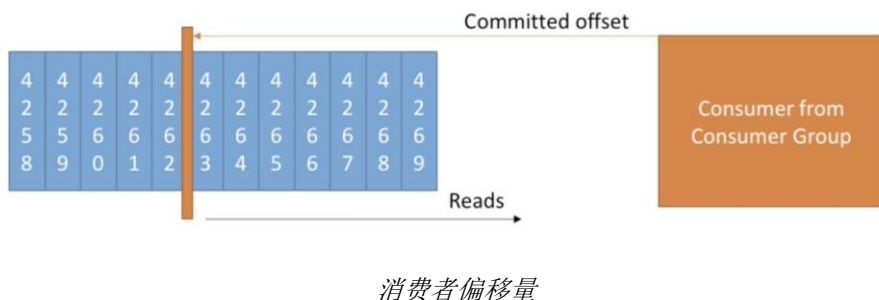 Committed offset
4258 4259 4260 4261 4262 4263 4264 4265 4266 4267 4268 4269
Consumer from
Consumer Group
Reads
消费者偏移量